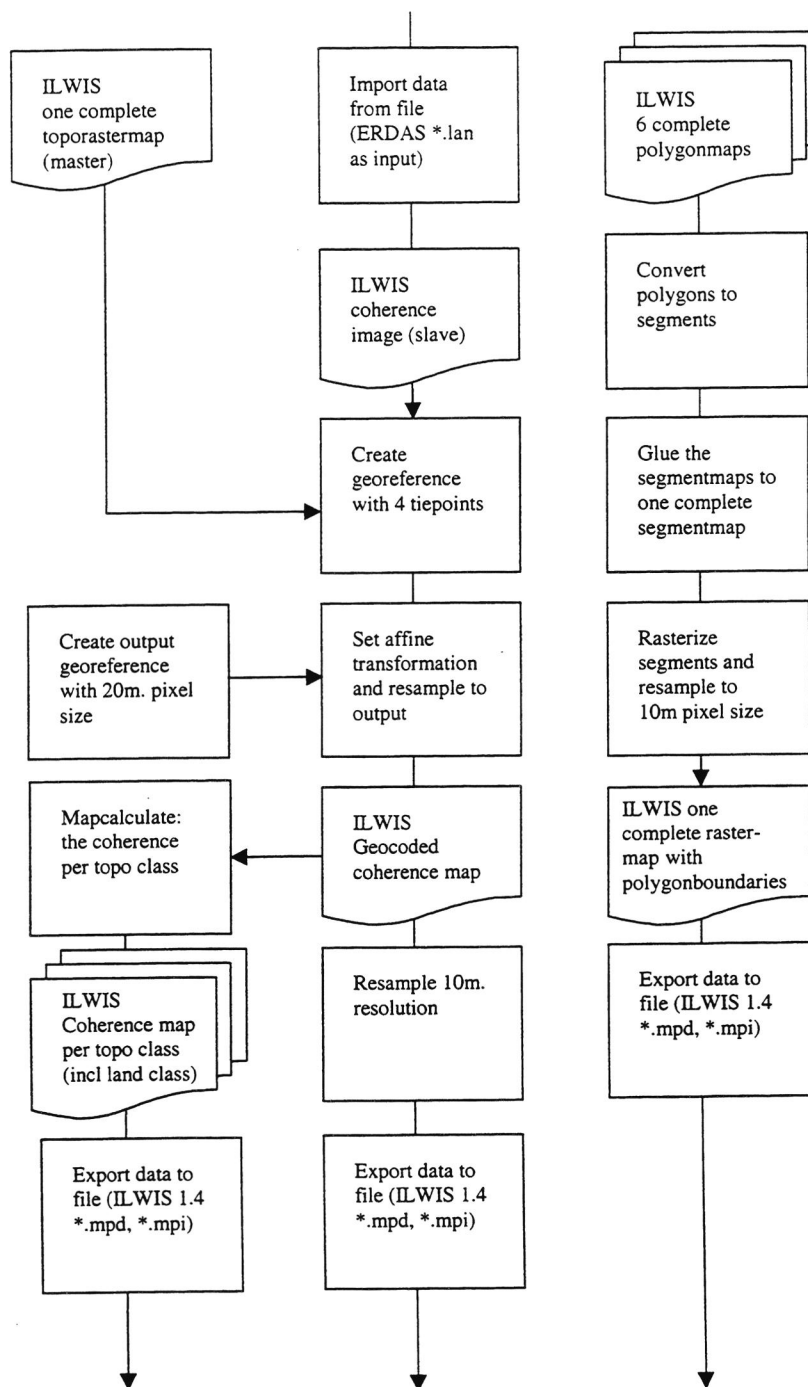 ILWIS
one complete
toporastermap
(master)
Import data
from file
(ERDAS *.lan
as input)
ILWIS
6 complete
polygonmaps
ILWIS
coherence
image (slave)
Convert
polygons to
segments
Create
georeference
with 4 tiepoints
Glue the
segmentmaps to
one complete
segmentmap
Create output
georeference
with 20m. pixel
size
Set affine
transformation
and resample to
output
Rasterize
segments and
resample to
10m pixel size
Mapcalculate:
the coherence
per topo class
ILWIS
Geocoded
coherence map
ILWIS one
complete raster-
map with
polygonboundaries
ILWIS
Coherence map
per topo class
(incl land class)
Resample 10m.
resolution
Export data to
file (ILWIS 1.4
*.mpd, *.mpi)
Export data to
file (ILWIS 1.4
*.mpd, *.mpi)
Export data to
file (ILWIS 1.4
*.mpd, *.mpi)